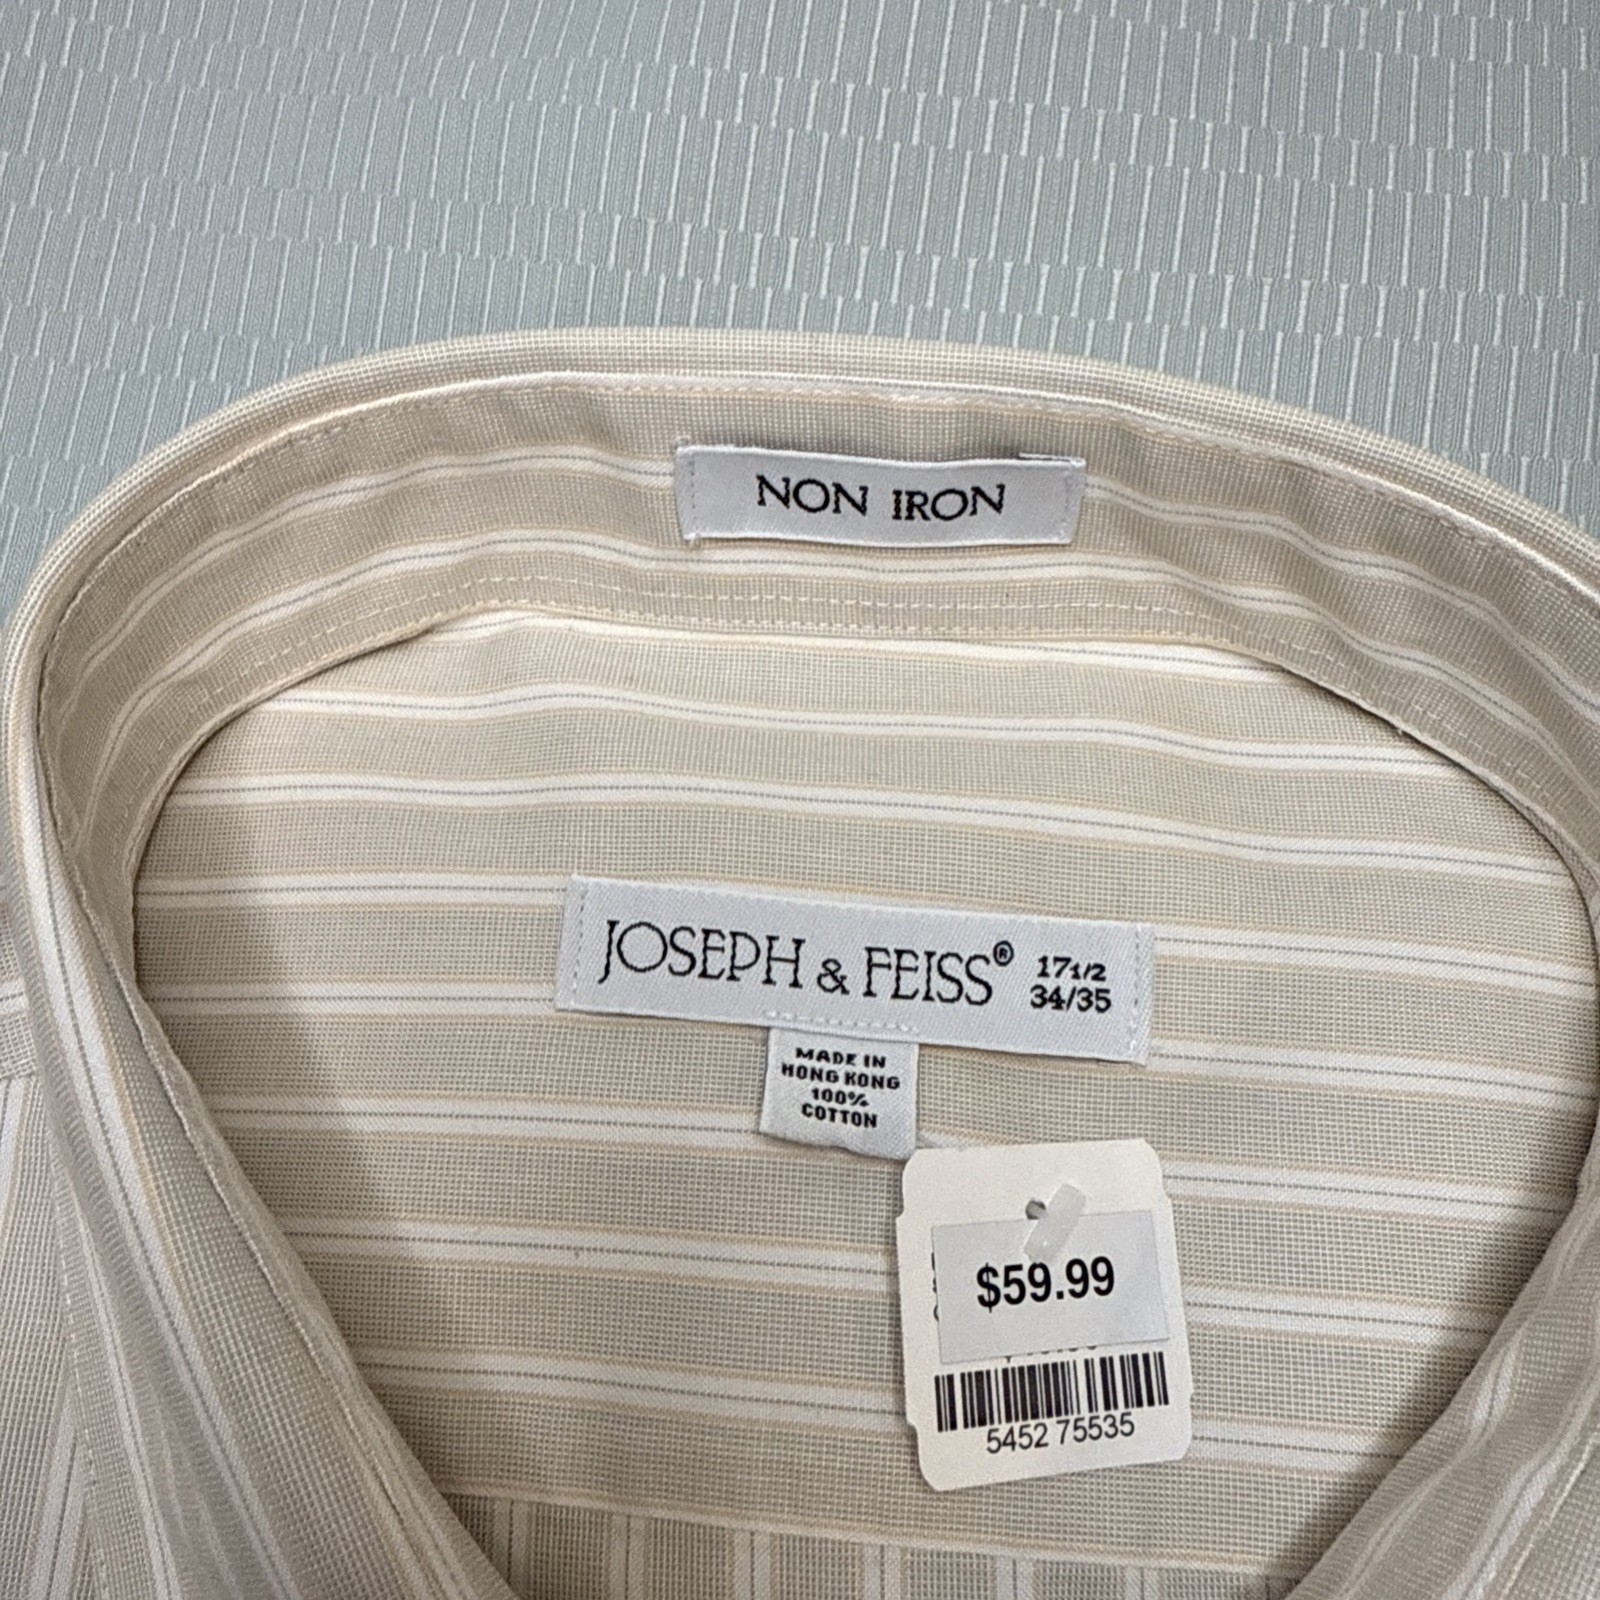 NON IRON
JOSEPH & FEISS®
17 1/2
34/35
MADE IN
HONG KONG
100%
COTTON
$59.99
5452 75535